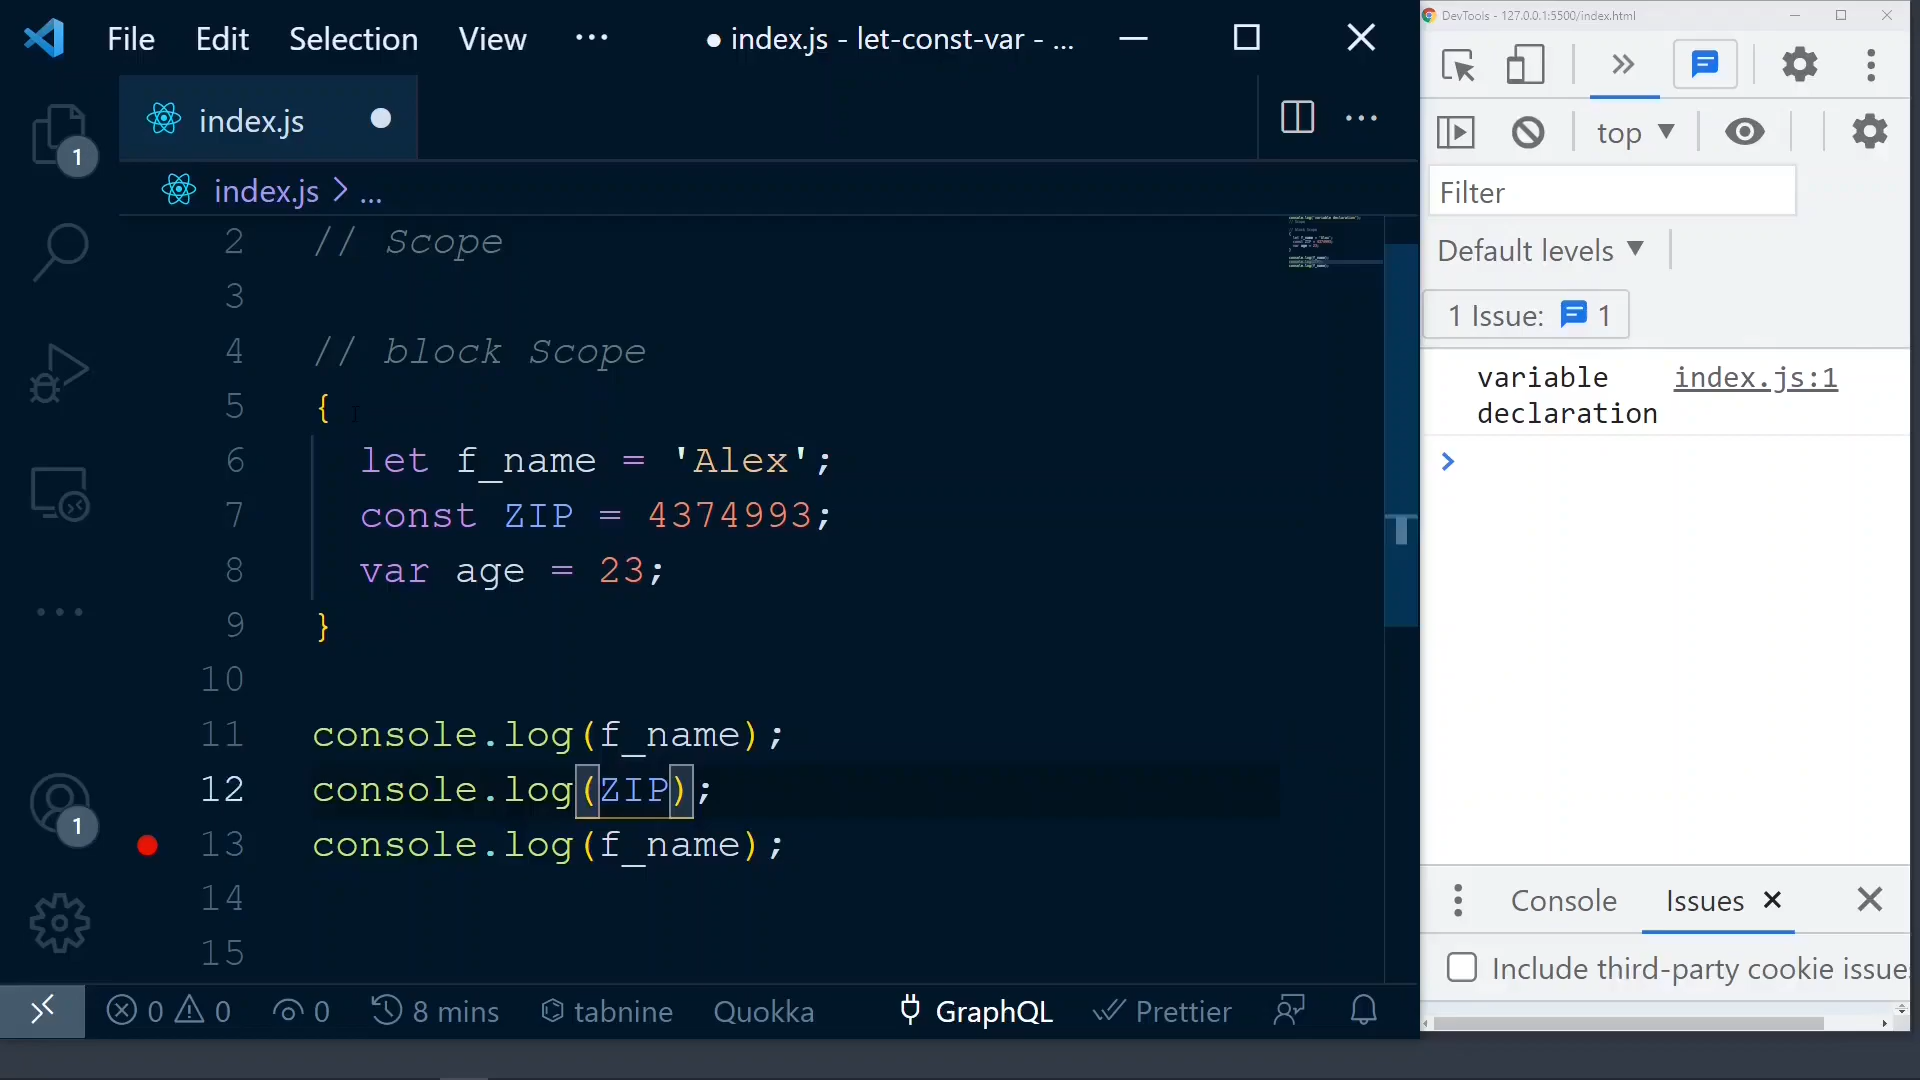 File Edit Selection View ··· ● index.js - let-const-var - ...
index.js
index.js > ...
2 // Scope
3
4 // block Scope
5 {
6 let f_name = 'Alex';
7 const ZIP = 4374993;
8 var age = 23;
9 }
10
11 console.log(f_name);
12 console.log(ZIP);
13 console.log(f_name);
14
15
1
1
0 0 0 8 mins tabnine Quokka GraphQL Prettier
DevTools - 127.0.0.1:5500/index.html
top
Filter
Default levels
1 Issue: 1
variable index.js:1
declaration
>
Console Issues
Include third-party cookie issue